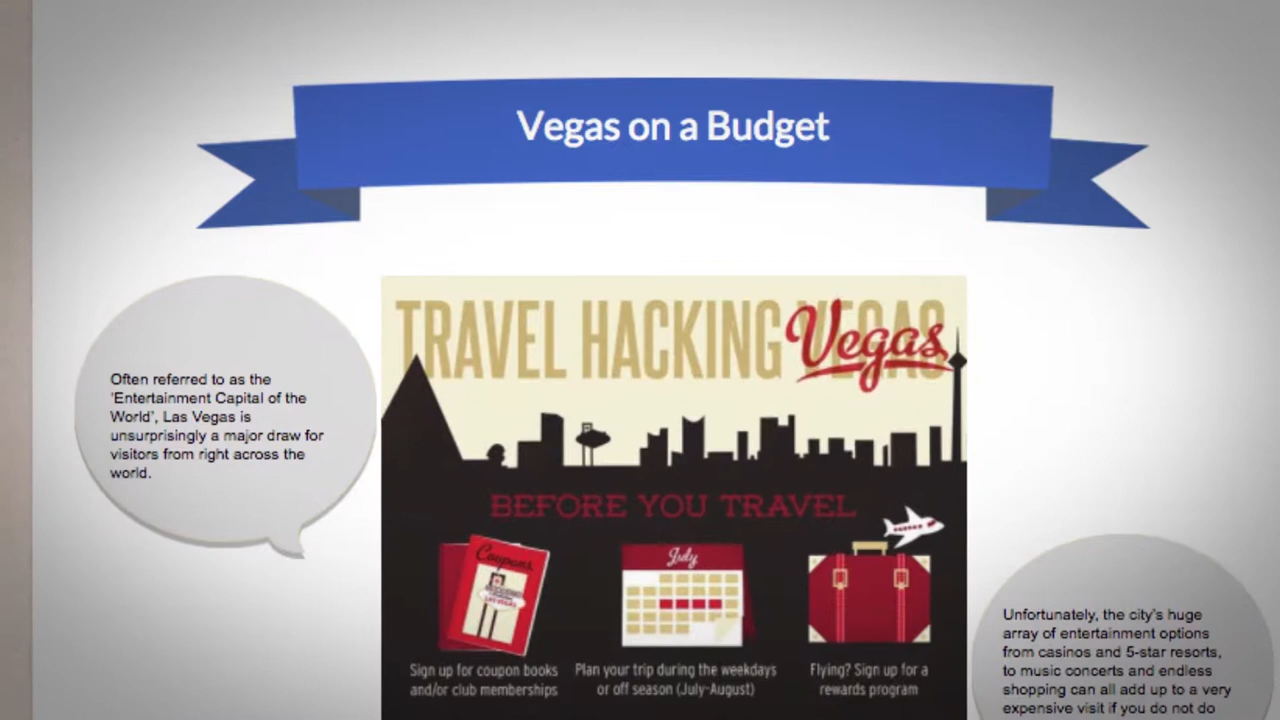 Vegas on a Budget
Often referred to as the
'Entertainment Capital of the
World', Las Vegas is
unsurprisingly a major draw for
visitors from right across the
world.
TRAVEL HACKING VEGAS
Vegas
BEFORE YOU TRAVEL
Coupons
LAS VEGAS
July
Sign up for coupon books
and/or club memberships
Plan your trip during the weekdays
or off season (July-August)
Flying? Sign up for a
rewards program
Unfortunately, the city's huge
array of entertainment options
from casinos and 5-star resorts,
to music concerts and endless
shopping can all add up to a very
expensive visit if you do not do